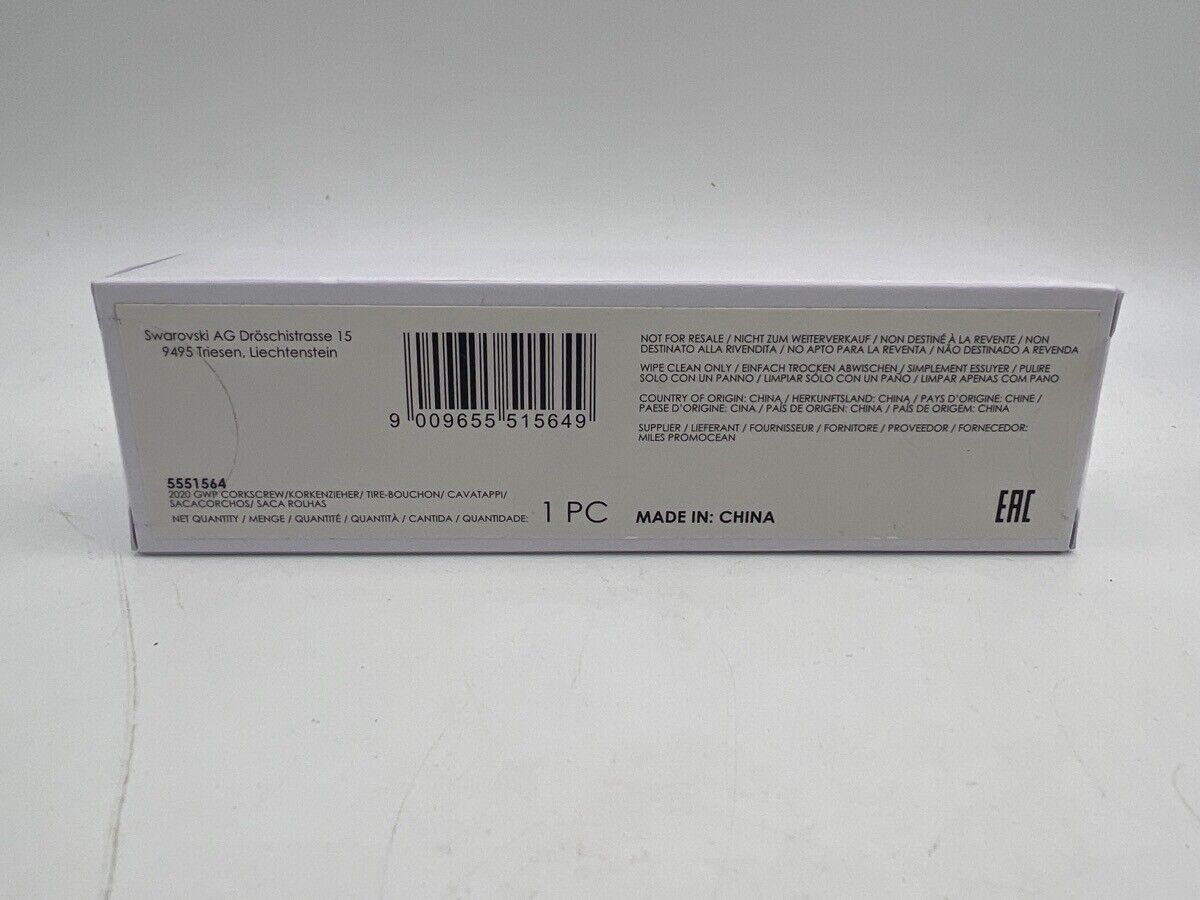 Swarovski AG Dröschistrasse 15
9495 Triesen, Liechtenstein
9 009655 515649
5551564
2020 GWP CORKSCREW/KORKENZIEHER/ TIRE-BOUCHON/ CAVATAPPI/
SACACORCHOS/ SACA ROLHAS
NET QUANTITY / MENGE / QUANTITÉ / QUANTITÀ / CANTIDA / QUANTIDADE: 1 PC
NOT FOR RESALE / NICHT ZUM WEITERVERKAUF / NON DESTINÉ À LA REVENTE / NON
DESTINATO ALLA RIVENDITA / NO APTO PARA LA REVENTA / NÃO DESTINADO A REVENDA
WIPE CLEAN ONLY / EINFACH TROCKEN ABWISCHEN / SIMPLEMENT ESSUYER / PULIRE
SOLO CON UN PANNO / LIMPIAR SÓLO CON UN PAÑO / LIMPAR APENAS COM PANO
COUNTRY OF ORIGIN: CHINA / HERKUNFTSLAND: CHINA / PAYS D'ORIGINE: CHINE /
PAESE D'ORIGINE: CINA / PAÍS DE ORIGEN: CHINA / PAÍS DE ORIGEM: CHINA
SUPPLIER / LIEFERANT / FOURNISSEUR / FORNITORE / PROVEEDOR / FORNECEDOR:
MILES PROMOCEAN
MADE IN: CHINA
EAC